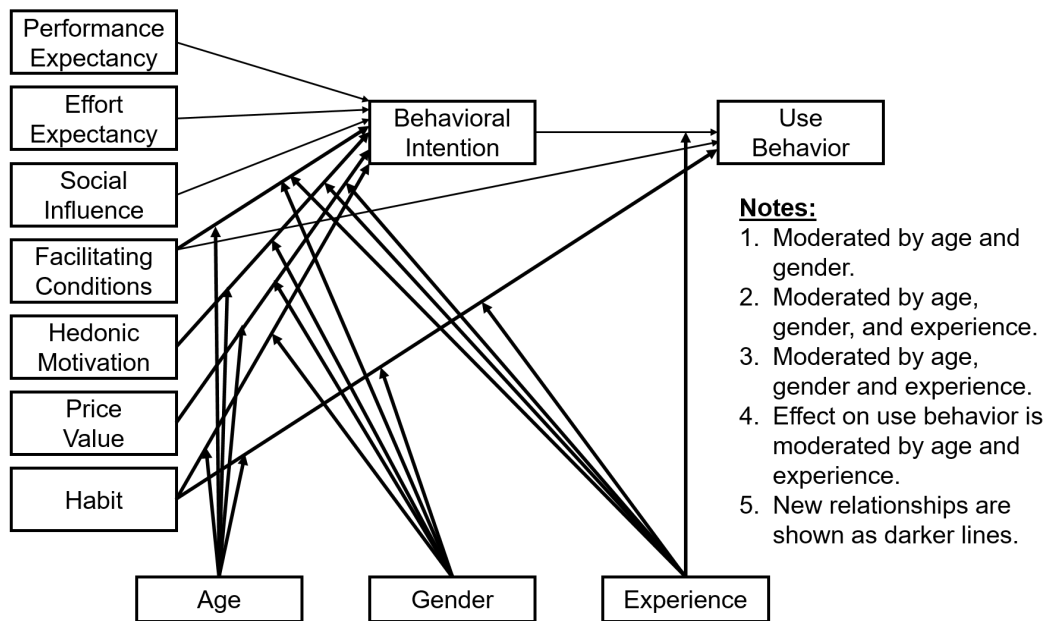 Performance
Expectancy
Effort
Expectancy
Social
Influence
Facilitating
Conditions
Hedonic
Motivation
Price
Value
Habit
Behavioral
Intention
Use
Behavior
Notes:
1. Moderated by age and
gender.
2. Moderated by age,
gender, and experience.
3. Moderated by age,
gender and experience.
4. Effect on use behavior is
moderated by age and
experience.
5. New relationships are
shown as darker lines.
Age
Gender
Experience